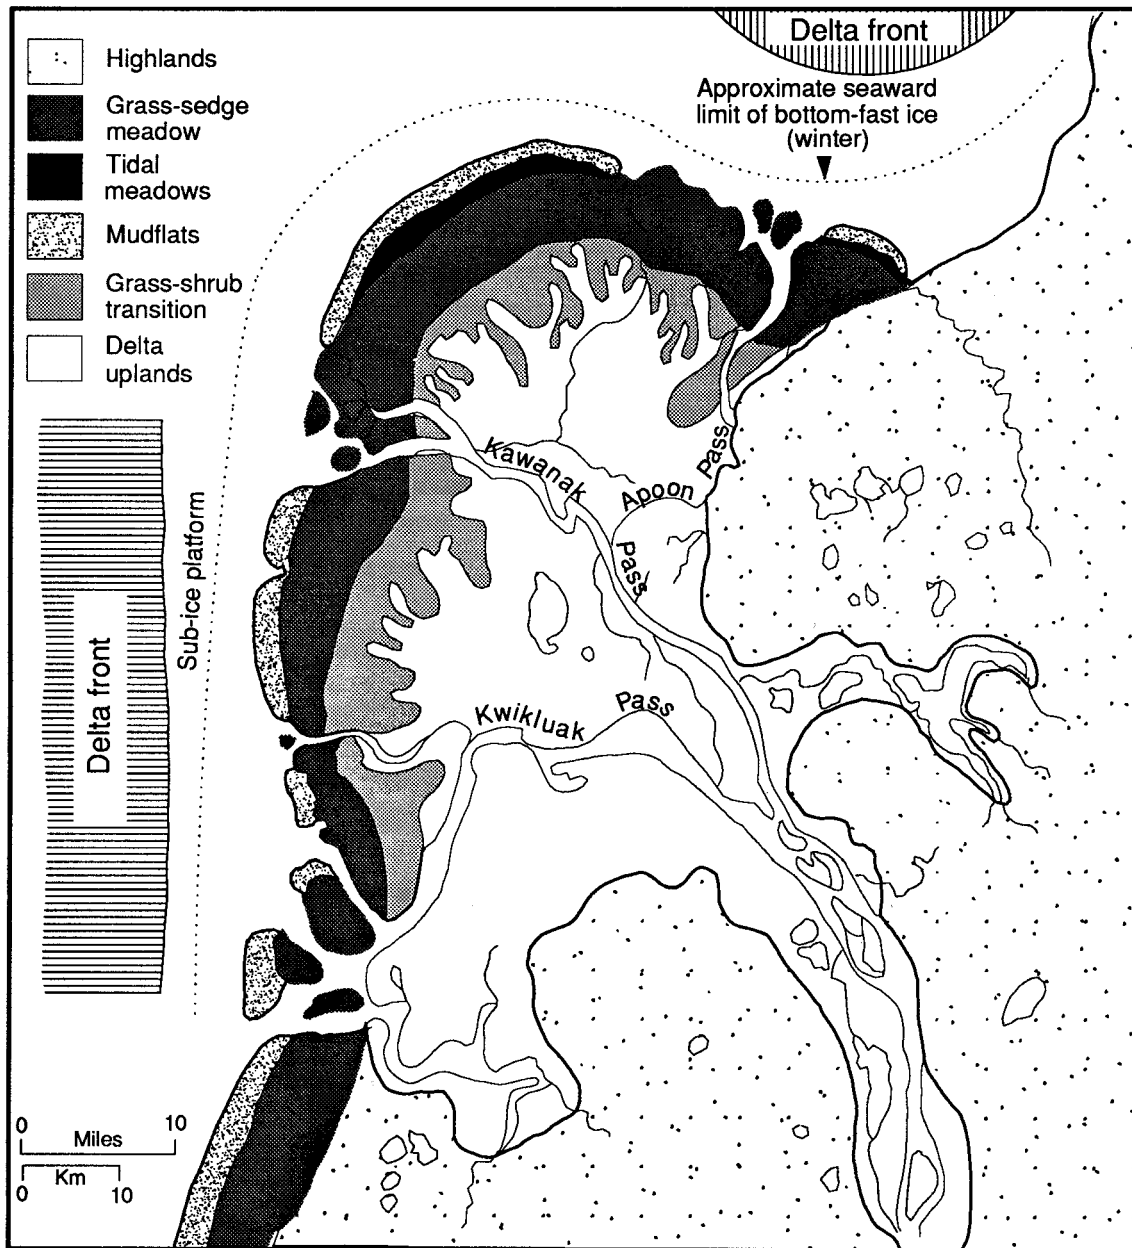 Delta front
Highlands
Grass-sedge
meadow
Tidal
meadows
Mudflats
Grass-shrub
transition
Delta
uplands
Approximate seaward
limit of bottom-fast ice
(winter)
Kawanak
Pass
Apoon
Pass
Sub-ice platform
Delta front
Kwikluak
Pass
0 10
Miles
Km
0 10